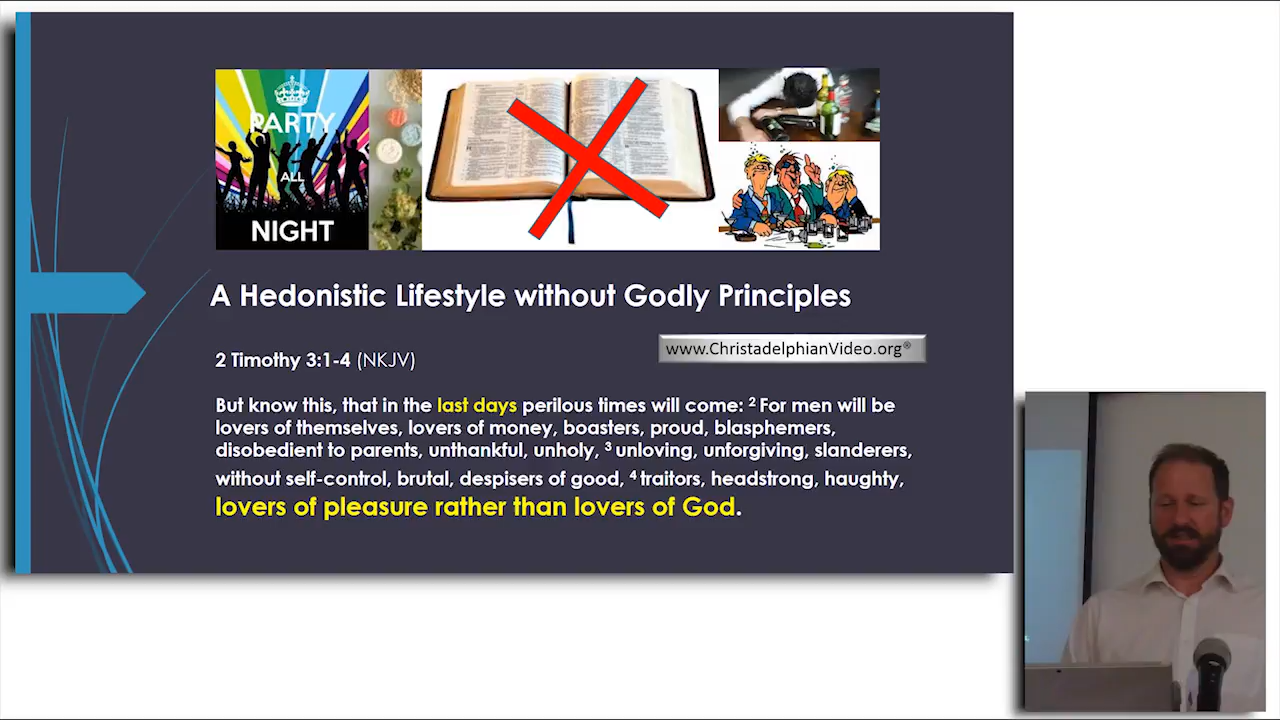 PARTY
ALL
NIGHT
A Hedonistic Lifestyle without Godly Principles
www.ChristadelphianVideo.org®
2 Timothy 3:1-4 (NKJV)
But know this, that in the last days perilous times will come: ² For men will be
lovers of themselves, lovers of money, boasters, proud, blasphemers,
disobedient to parents, unthankful, unholy, ³ unloving, unforgiving, slanderers,
without self-control, brutal, despisers of good, ⁴ traitors, headstrong, haughty,
lovers of pleasure rather than lovers of God.